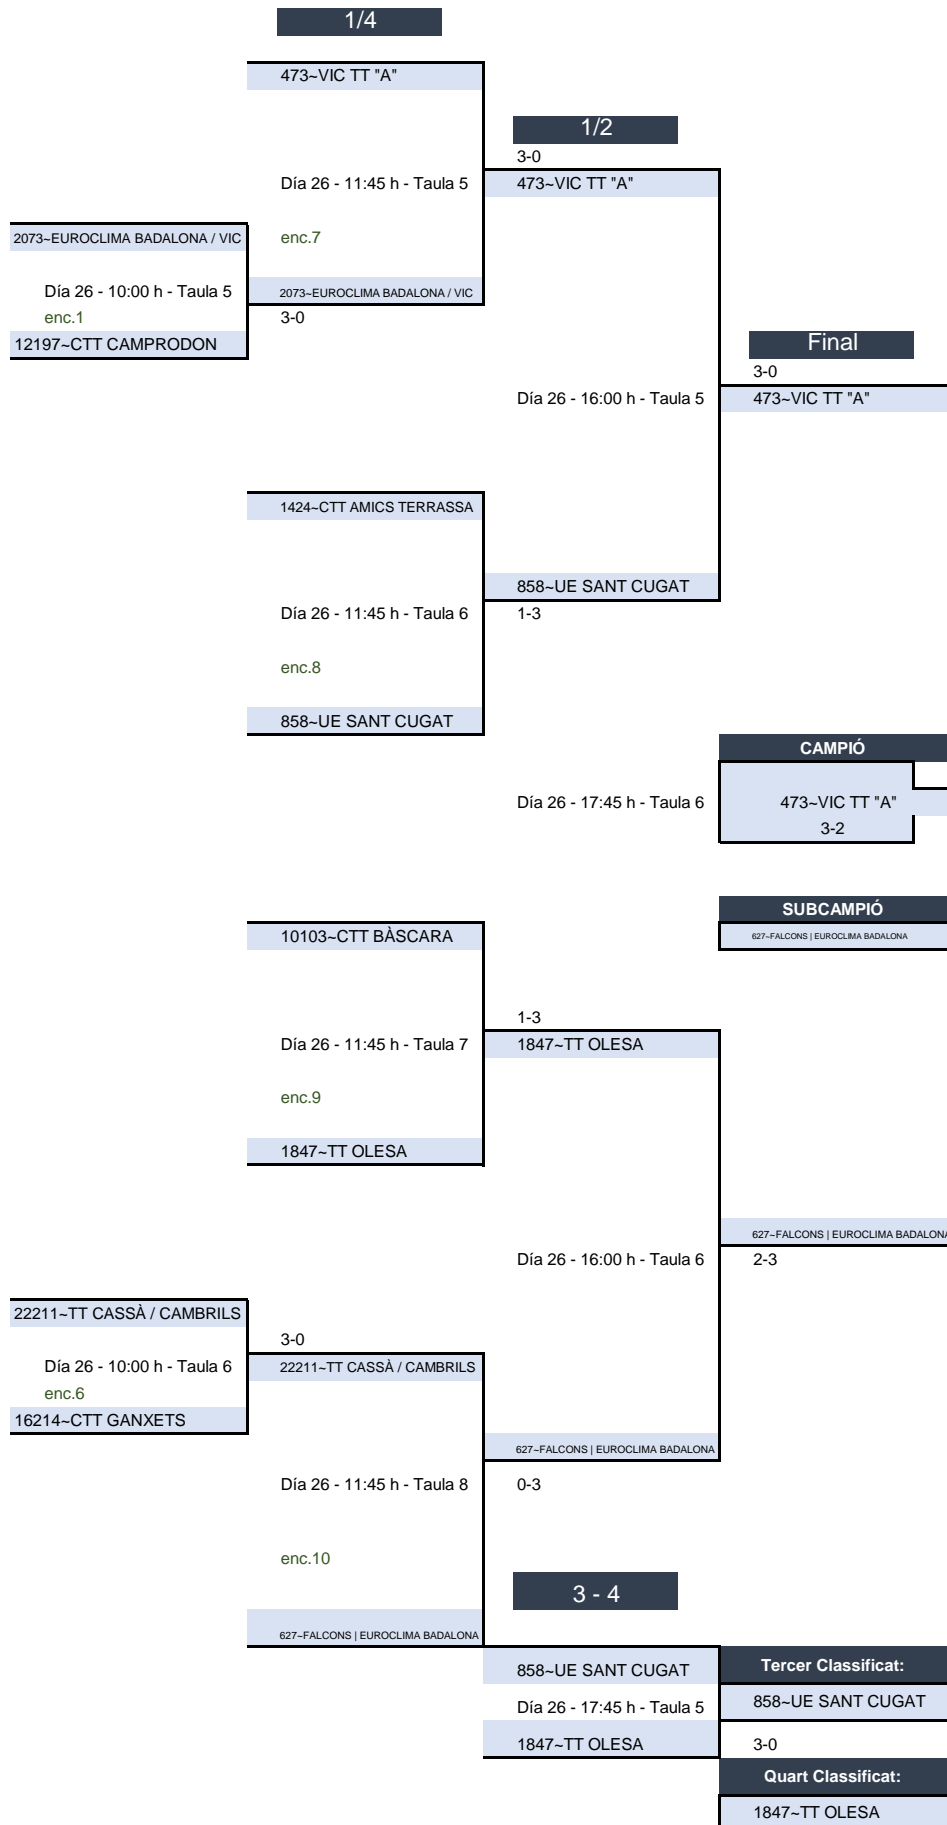 1/4
473~VIC TT "A"
1/2
3-0
Día 26 - 11:45 h - Taula 5
473~VIC TT "A"
2073~EUROCLIMA BADALONA / VIC
enc.7
Día 26 - 10:00 h - Taula 5
2073~EUROCLIMA BADALONA / VIC
enc.1
3-0
12197~CTT CAMPRODON
Final
3-0
Día 26 - 16:00 h - Taula 5
473~VIC TT "A"
1424~CTT AMICS TERRASSA
858~UE SANT CUGAT
Día 26 - 11:45 h - Taula 6
1-3
enc.8
858~UE SANT CUGAT
CAMPIÓ
Día 26 - 17:45 h - Taula 6
473~VIC TT "A"
3-2
SUBCAMPIÓ
10103~CTT BÀSCARA
627~FALCONS | EUROCLIMA BADALONA
1-3
Día 26 - 11:45 h - Taula 7
1847~TT OLESA
enc.9
1847~TT OLESA
627~FALCONS | EUROCLIMA BADALONA
Día 26 - 16:00 h - Taula 6
2-3
22211~TT CASSÀ / CAMBRILS
3-0
Día 26 - 10:00 h - Taula 6
22211~TT CASSÀ / CAMBRILS
enc.6
16214~CTT GANXETS
627~FALCONS | EUROCLIMA BADALONA
Día 26 - 11:45 h - Taula 8
0-3
enc.10
3 - 4
627~FALCONS | EUROCLIMA BADALONA
858~UE SANT CUGAT
Tercer Classificat:
Día 26 - 17:45 h - Taula 5
858~UE SANT CUGAT
1847~TT OLESA
3-0
Quart Classificat:
1847~TT OLESA